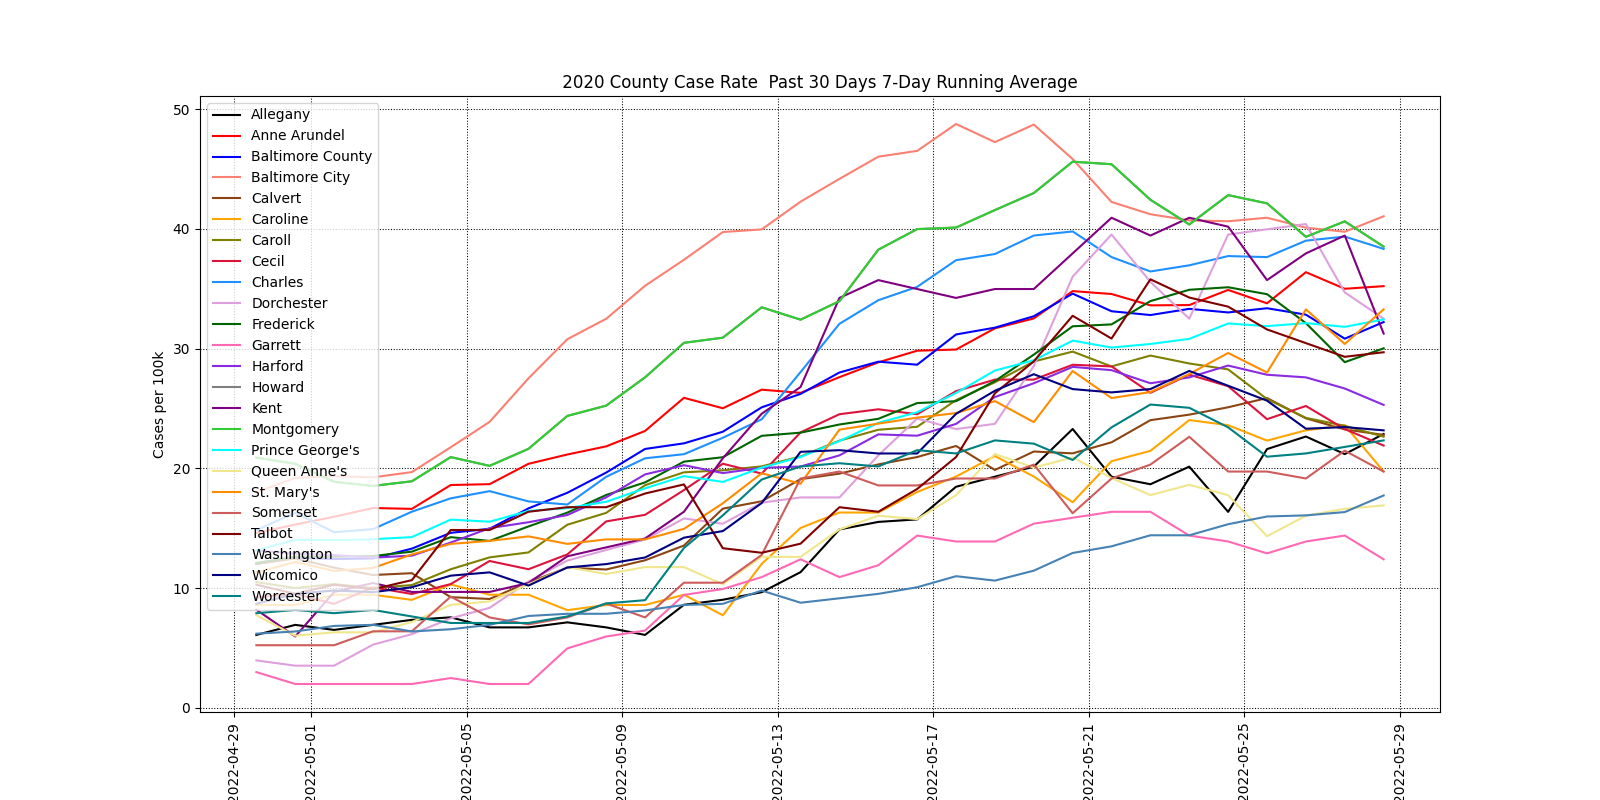 2020 County Case Rate  Past 30 Days 7-Day Running Average
Cases per 100k
50
40
30
20
10
0
Allegany
Anne Arundel
Baltimore County
Baltimore City
Calvert
Caroline
Caroll
Cecil
Charles
Dorchester
Frederick
Garrett
Harford
Howard
Kent
Montgomery
Prince George's
Queen Anne's
St. Mary's
Somerset
Talbot
Washington
Wicomico
Worcester
2022-04-29
2022-05-01
2022-05-05
2022-05-09
2022-05-13
2022-05-17
2022-05-21
2022-05-25
2022-05-29